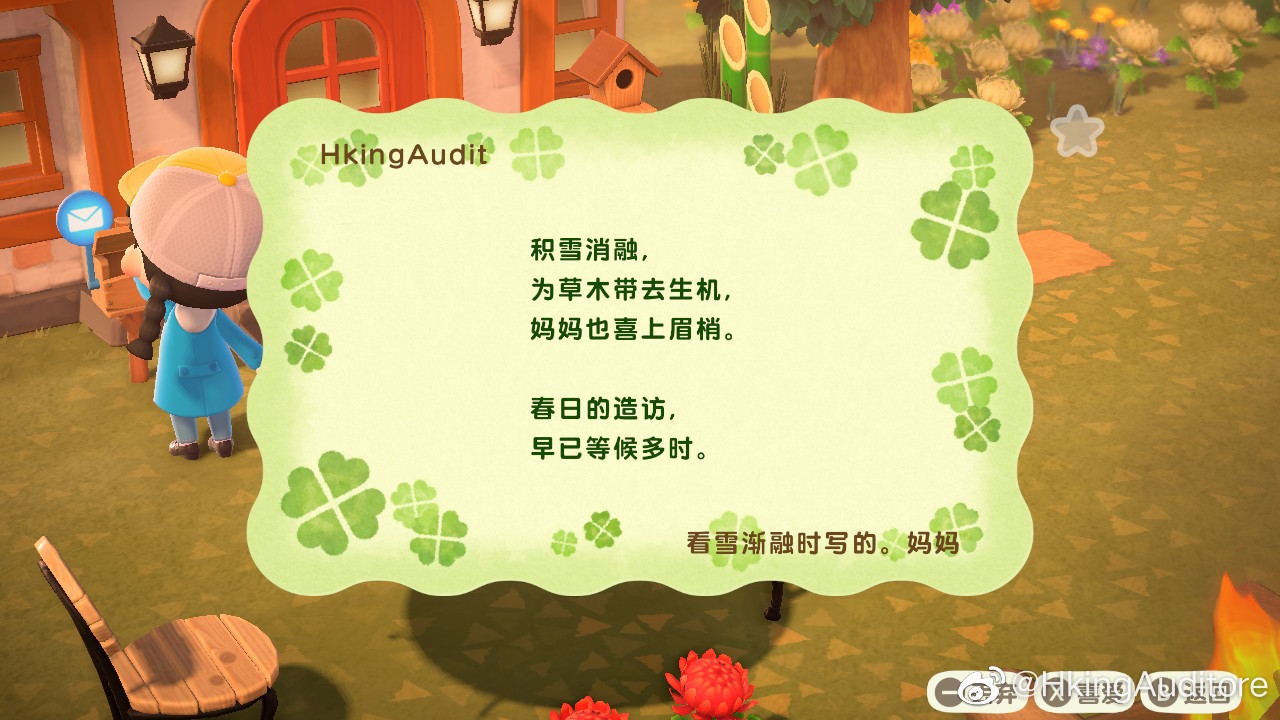 HkingAudit
积雪消融,
为草木带去生机,
妈妈也喜上眉梢。
春日的造访,
早已等候多时。
看雪渐融时写的。妈妈
@HkingAuditore